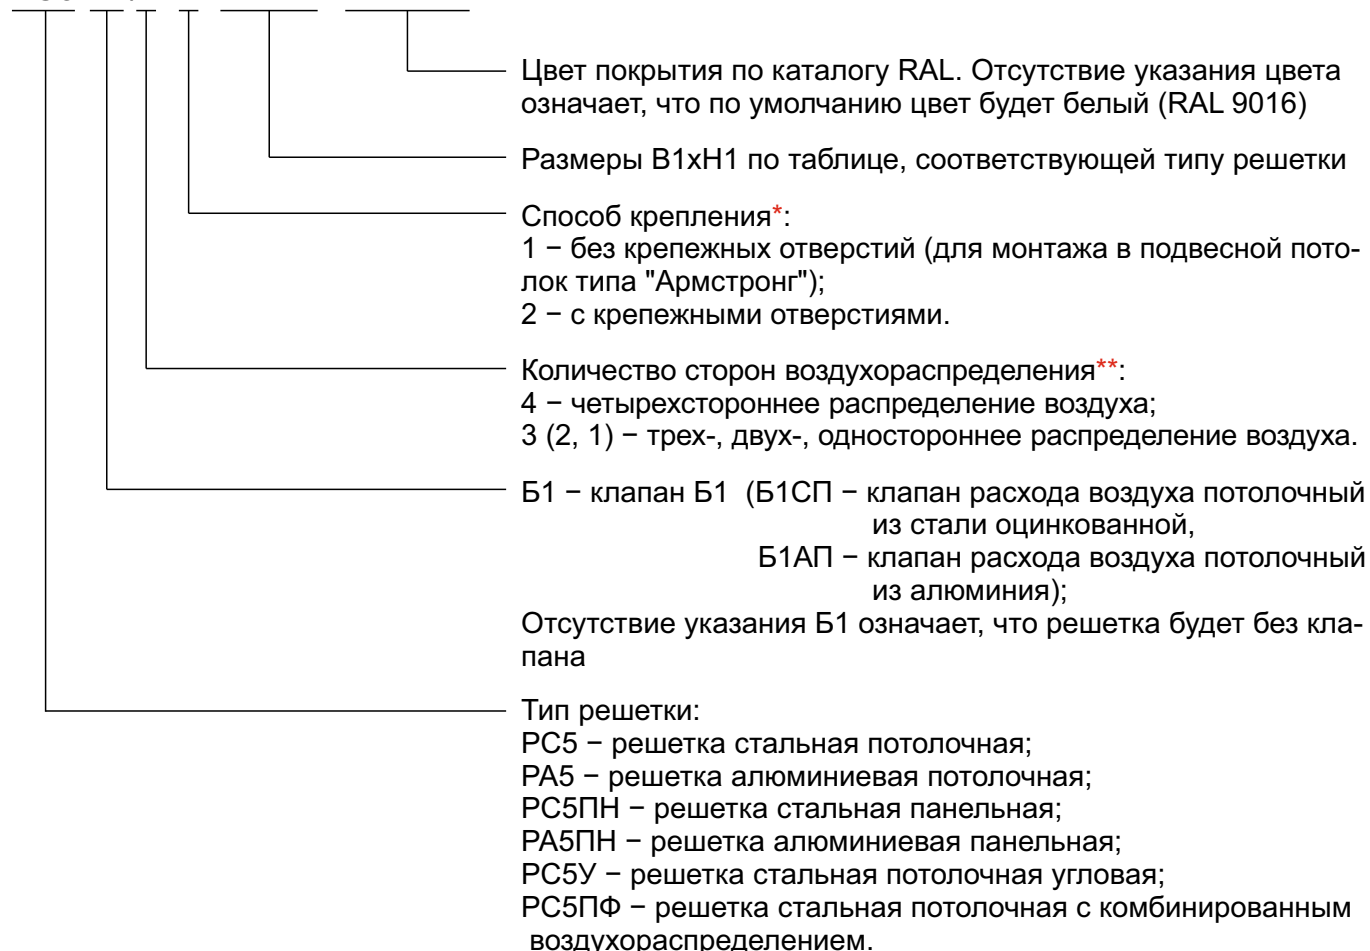 Цвет покрытия по каталогу RAL. Отсутствие указания цвета
означает, что по умолчанию цвет будет белый (RAL 9016)
Размеры В1хН1 по таблице, соответствующей типу решетки
Способ крепления*:
1 − без крепежных отверстий (для монтажа в подвесной пото-
лок типа "Армстронг");
2 − с крепежными отверстиями.
Количество сторон воздухораспределения**:
4 − четырехстороннее распределение воздуха;
3 (2, 1) − трех-, двух-, одностороннее распределение воздуха.
Б1 − клапан Б1 (Б1СП − клапан расхода воздуха потолочный
из стали оцинкованной,
Б1АП − клапан расхода воздуха потолочный
из алюминия);
Отсутствие указания Б1 означает, что решетка будет без кла-
пана
Тип решетки:
РС5 − решетка стальная потолочная;
РА5 − решетка алюминиевая потолочная;
РС5ПН − решетка стальная панельная;
РА5ПН − решетка алюминиевая панельная;
РС5У − решетка стальная потолочная угловая;
РС5ПФ − решетка стальная потолочная с комбинированным
воздухораспределением.